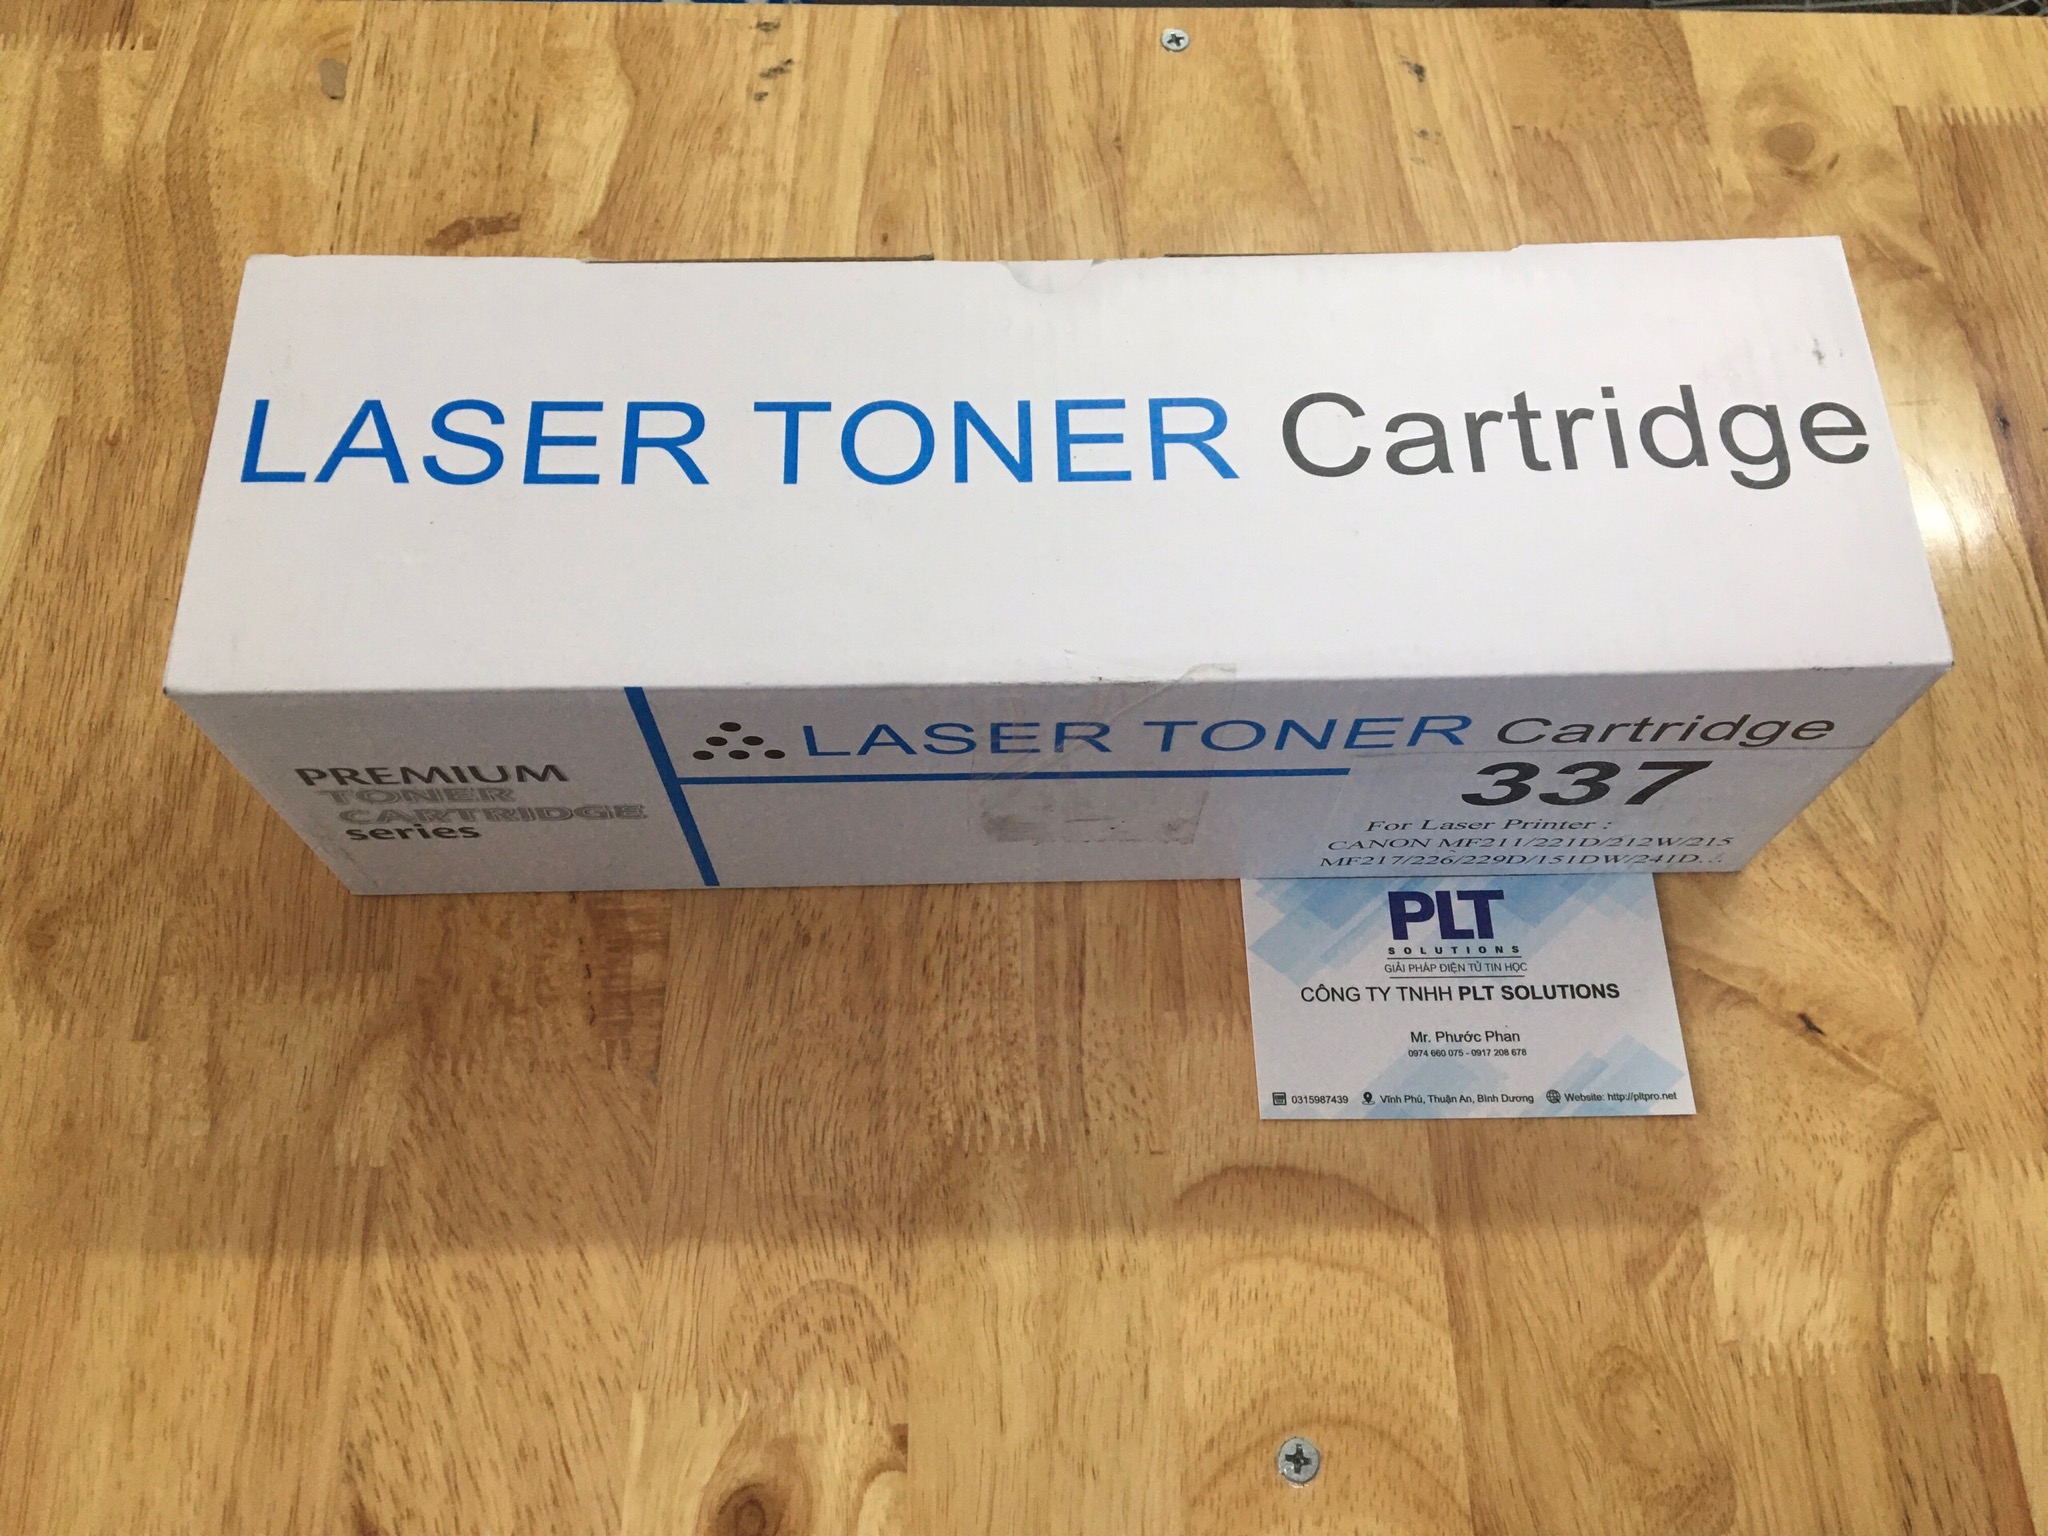 LASER TONER Cartridge
PREMIUM
TONER
CARTRIDGE
series
LASER TONER Cartridge
337
For Laser Printer :
CANON MF211/221D/212W/215
MF217/226/229D/151DW/241D...
PLT
SOLUTIONS
GIẢI PHÁP ĐIỆN TỬ TIN HỌC
CÔNG TY TNHH PLT SOLUTIONS
Mr. Phước Phan
0974 660 075 - 0917 208 678
0315987439 Vĩnh Phú, Thuận An, Bình Dương Website: http://pltpro.net